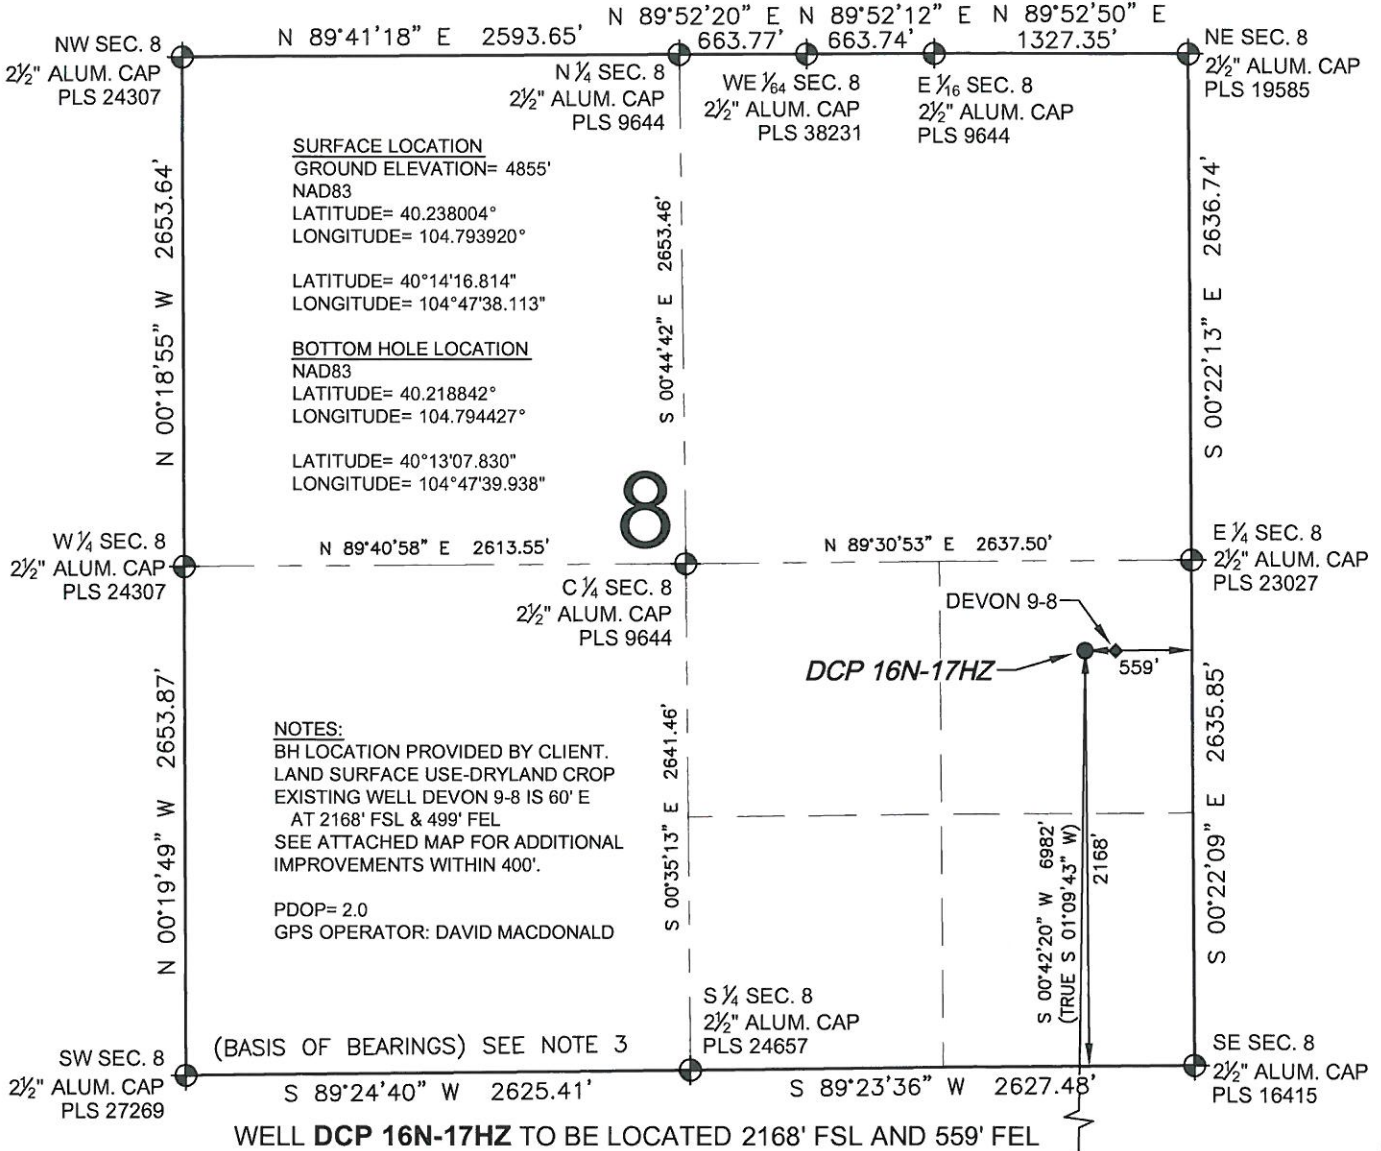 N 89°52'20" E N 89°52'12" E N 89°52'50" E
N 89°41'18" E 2593.65' 663.77' 663.74' 1327.35'
NW SEC. 8
2½" ALUM. CAP
PLS 24307
N ¼ SEC. 8
2½" ALUM. CAP
PLS 9644
WE 1/64 SEC. 8
2½" ALUM. CAP
PLS 38231
E 1/16 SEC. 8
2½" ALUM. CAP
PLS 9644
NE SEC. 8
2½" ALUM. CAP
PLS 19585
SURFACE LOCATION
GROUND ELEVATION= 4855'
NAD83
LATITUDE= 40.238004°
LONGITUDE= 104.793920°
LATITUDE= 40°14'16.814"
LONGITUDE= 104°47'38.113"
BOTTOM HOLE LOCATION
NAD83
LATITUDE= 40.218842°
LONGITUDE= 104.794427°
LATITUDE= 40°13'07.830"
LONGITUDE= 104°47'39.938"
N 00°18'55" W 2653.64'
S 00°44'42" E 2653.46'
S 00°22'13" E 2636.74'
8
W ¼ SEC. 8
2½" ALUM. CAP
PLS 24307
N 89°40'58" E 2613.55'
N 89°30'53" E 2637.50'
C ¼ SEC. 8
2½" ALUM. CAP
PLS 9644
E ¼ SEC. 8
2½" ALUM. CAP
PLS 23027
DEVON 9-8
DCP 16N-17HZ
559'
NOTES:
BH LOCATION PROVIDED BY CLIENT.
LAND SURFACE USE-DRYLAND CROP
EXISTING WELL DEVON 9-8 IS 60' E
AT 2168' FSL & 499' FEL
SEE ATTACHED MAP FOR ADDITIONAL
IMPROVEMENTS WITHIN 400'.
PDOP= 2.0
GPS OPERATOR: DAVID MACDONALD
N 00°19'49" W 2653.87'
S 00°35'13" E 2641.46'
S 00°42'20" W 6982'
(TRUE S 01°09'43" W)
2168'
S 00°22'09" E 2635.85'
S ¼ SEC. 8
2½" ALUM. CAP
PLS 24657
SW SEC. 8
2½" ALUM. CAP
PLS 27269
(BASIS OF BEARINGS) SEE NOTE 3
S 89°24'40" W 2625.41'
S 89°23'36" W 2627.48'
SE SEC. 8
2½" ALUM. CAP
PLS 16415
WELL DCP 16N-17HZ TO BE LOCATED 2168' FSL AND 559' FEL